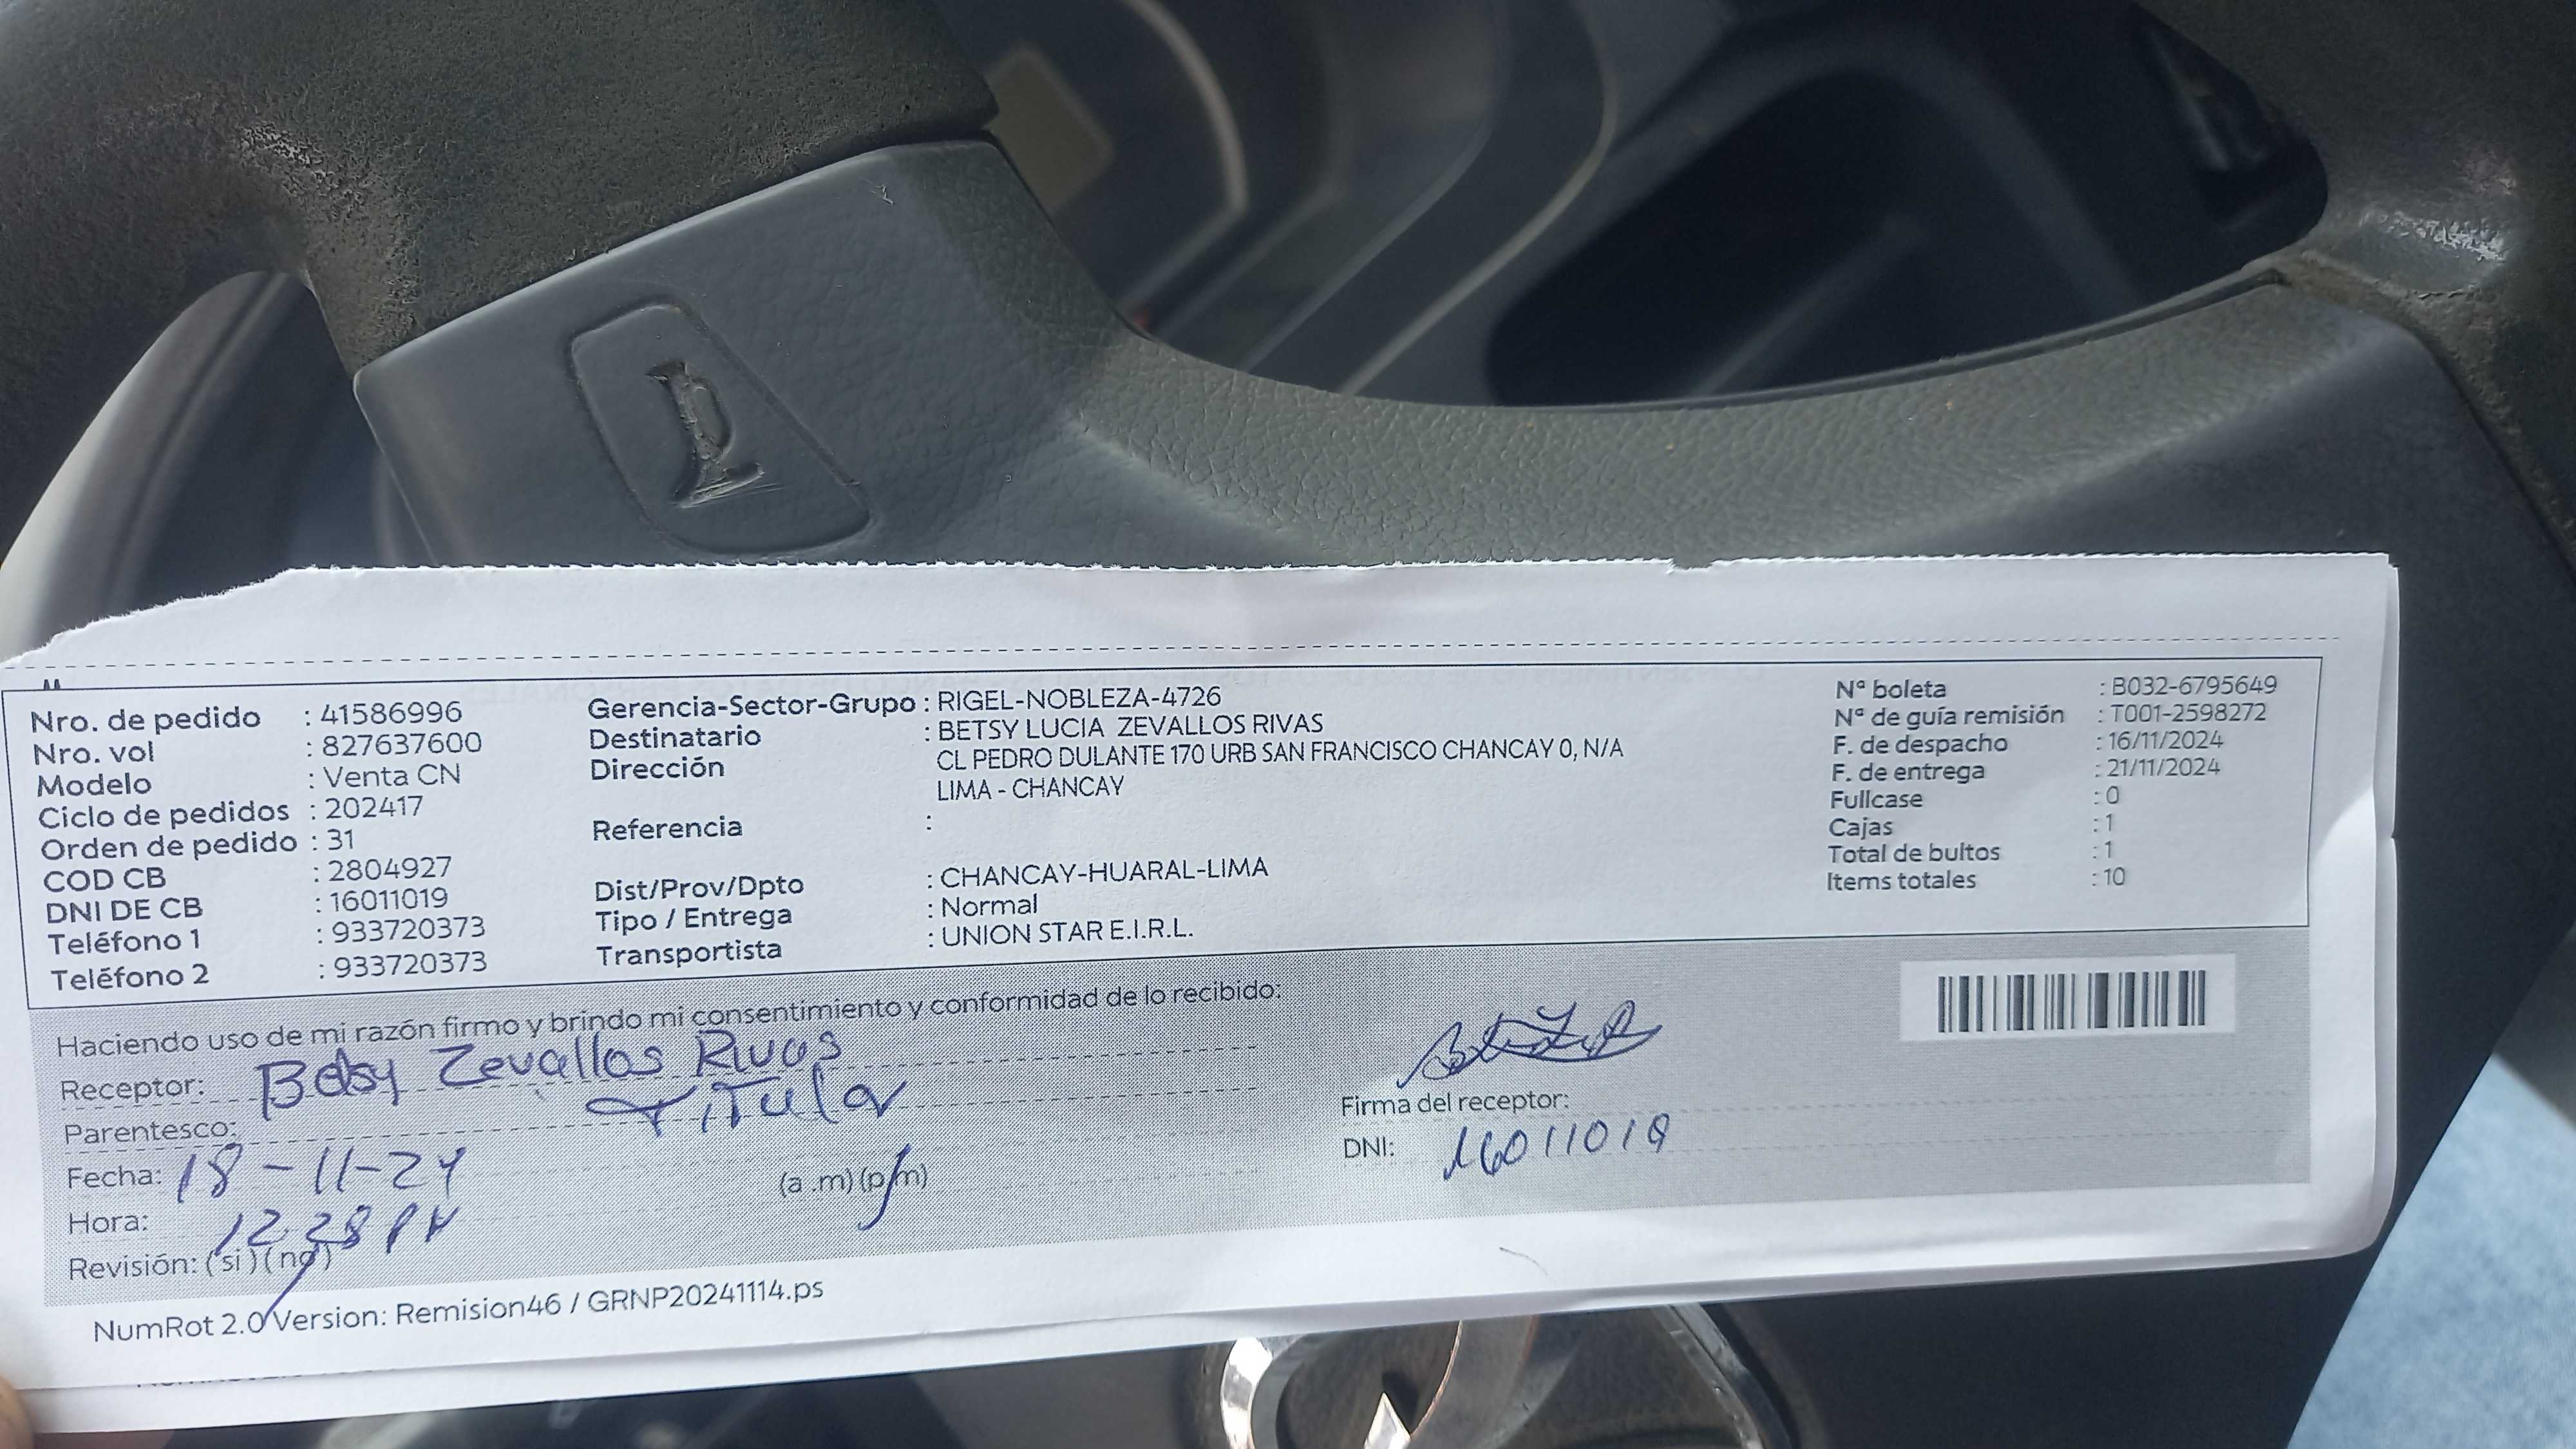 Nro. de pedido : 41586996
Nro. vol : 827637600
Modelo : Venta CN
Ciclo de pedidos : 202417
Orden de pedido : 31
COD CB : 2804927
DNI DE CB : 16011019
Teléfono 1 : 933720373
Teléfono 2 : 933720373
Gerencia-Sector-Grupo : RIGEL-NOBLEZA-4726
Destinatario : BETSY LUCIA ZEVALLOS RIVAS
Dirección CL PEDRO DULANTE 170 URB SAN FRANCISCO CHANCAY 0, N/A
LIMA - CHANCAY
Referencia :
Dist/Prov/Dpto : CHANCAY-HUARAL-LIMA
Tipo / Entrega : Normal
Transportista : UNION STAR E.I.R.L.
Nª boleta : B032-6795649
Nª de guía remisión : T001-2598272
F. de despacho : 16/11/2024
F. de entrega : 21/11/2024
Fullcase : 0
Cajas : 1
Total de bultos : 1
Items totales : 10
Haciendo uso de mi razón firmo y brindo mi consentimiento y conformidad de lo recibido:
Receptor: Betsy Zevallos Rivas
Parentesco: Titular
Fecha: 18-11-24
Hora: 12:28 PM (a .m) (p/m)
Revisión: (si) (no)
Firma del receptor:
DNI: 16011019
NumRot 2.0 Version: Remision46 / GRNP20241114.ps